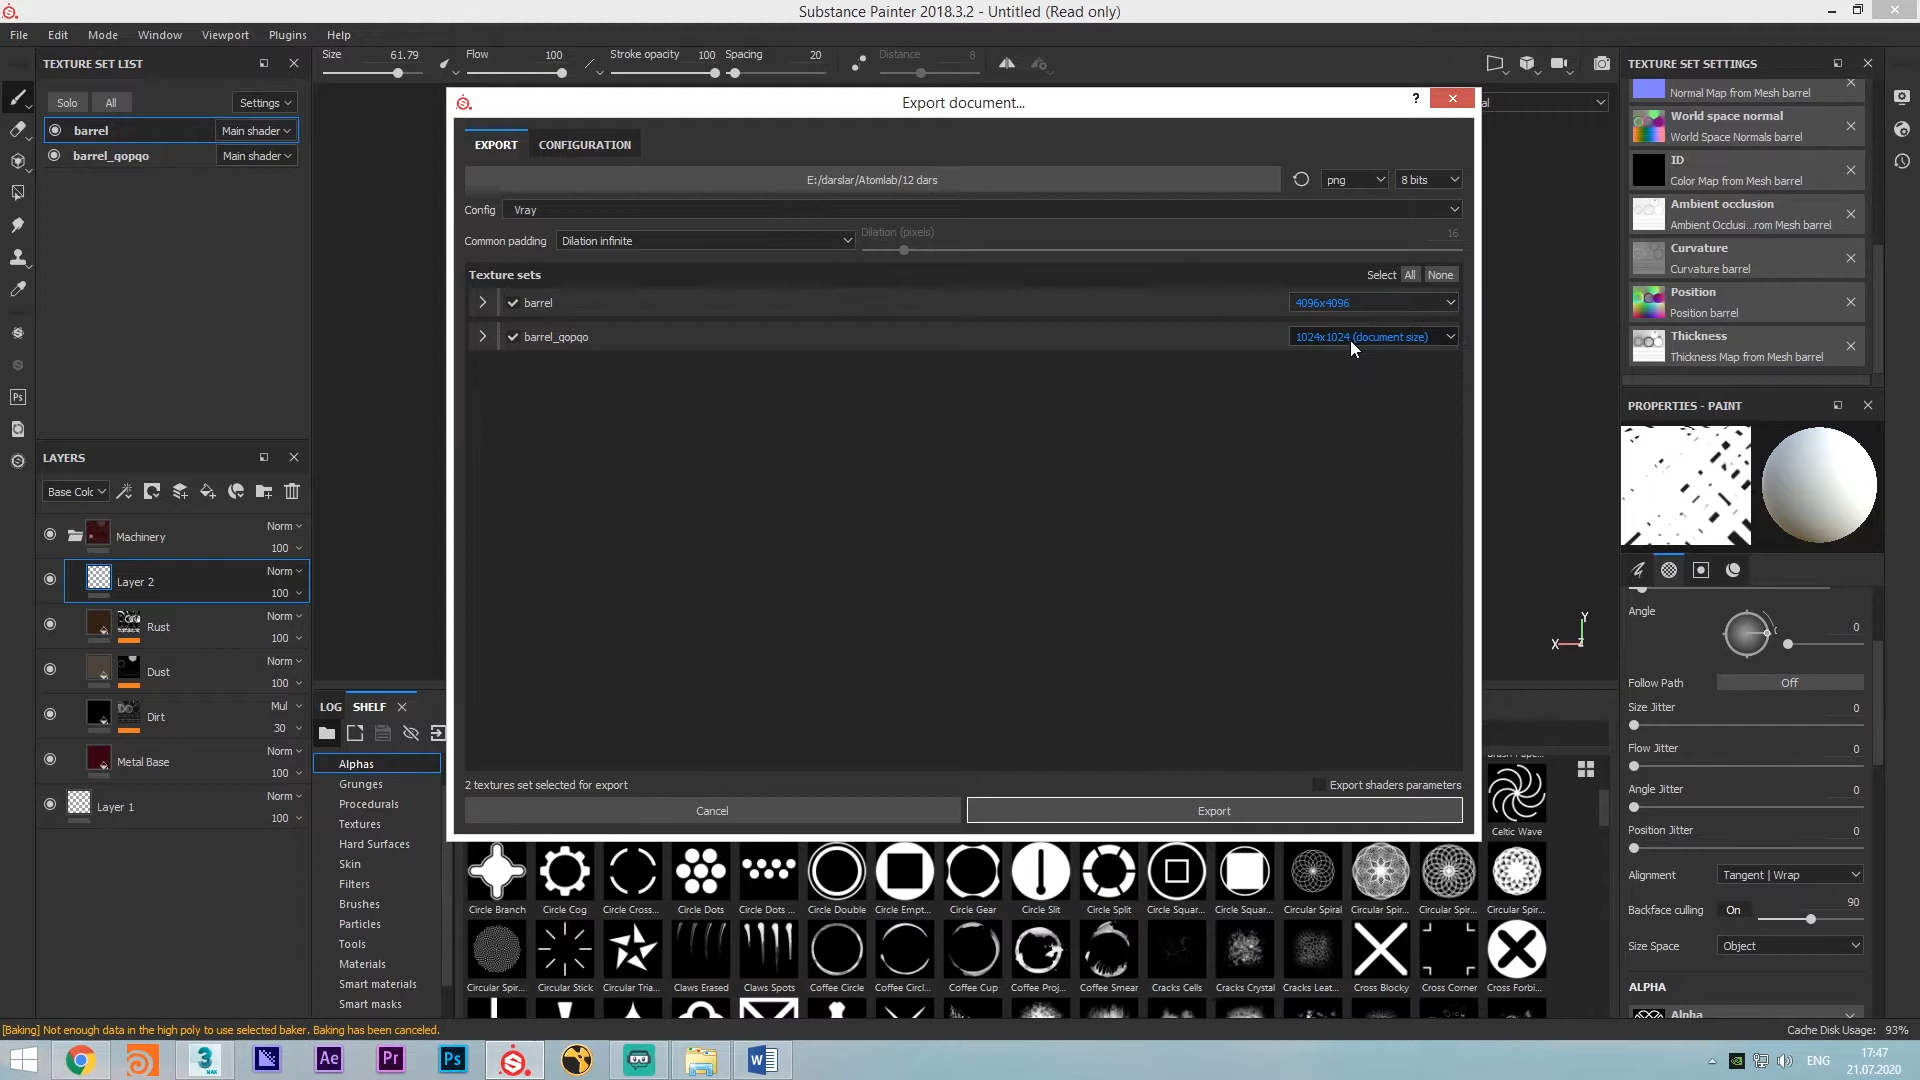 Substance Painter 2018.3.2 - Untitled (Read only)
File Edit Mode Window Viewport Plugins Help
TEXTURE SET LIST
Solo All Settings
barrel Main shader
barrel_qopqo Main shader
Size 61.79 Flow 100 Stroke opacity 100 Spacing 20 Distance 8
Export document...
?
EXPORT CONFIGURATION
E:/darslar/Atomlab/12 dars png 8 bits
Config Vray
Common padding Dilation infinite Dilation (pixels) 16
Texture sets Select All None
barrel 4096x4096
barrel_qopqo 1024x1024 (document size)
2 textures set selected for export Export shaders parameters
Cancel Export
TEXTURE SET SETTINGS
Normal Map from Mesh barrel
World space normal
World Space Normals barrel
ID
Color Map from Mesh barrel
Ambient occlusion
Ambient Occlusi...rom Mesh barrel
Curvature
Curvature barrel
Position
Position barrel
Thickness
Thickness Map from Mesh barrel
PROPERTIES - PAINT
Angle 0
Follow Path Off
Size Jitter 0
Flow Jitter 0
Angle Jitter 0
Position Jitter 0
Alignment Tangent | Wrap
Backface culling On 90
Size Space Object
ALPHA
Alpha
LAYERS
Base Colc
Machinery Norm 100
Layer 2 Norm 100
Rust Norm 100
Dust Norm 100
Dirt Mul 30
Metal Base Norm 100
Layer 1 Norm 100
Y
X Z
LOG SHELF
Alphas
Grunges
Procedurals
Textures
Hard Surfaces
Skin
Filters
Brushes
Particles
Tools
Materials
Smart materials
Smart masks
Celtic Wave
Circle Branch Circle Cog Circle Cross... Circle Dots Circle Dots ... Circle Double Circle Empt... Circle Gear Circle Slit Circle Split Circle Squar... Circle Squar... Circular Spiral Circular Spir... Circular Spir... Circular Spir...
Circular Spir... Circular Stick Circular Tria... Claws Erased Claws Spots Coffee Circle Coffee Circl... Coffee Cup Coffee Proj... Coffee Smear Cracks Cells Cracks Crystal Cracks Leat... Cross Blocky Cross Corner Cross Forbi...
[Baking] Not enough data in the high poly to use selected baker. Baking has been canceled. Cache Disk Usage: 93%
3 MAX Ae Pr Ps W
ENG 17:47
21.07.2020